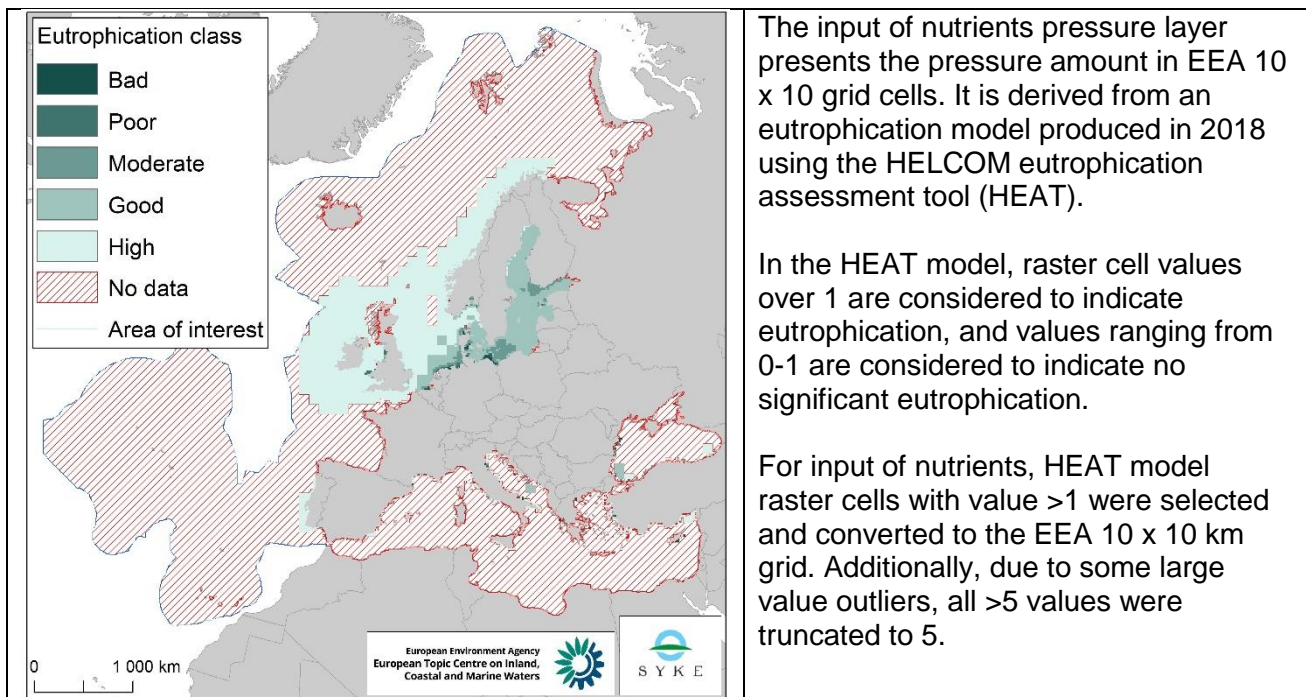 Eutrophication class
Bad
Poor
Moderate
Good
High
No data
Area of interest
0 1 000 km
European Environment Agency
European Topic Centre on Inland,
Coastal and Marine Waters
SYKE
The input of nutrients pressure layer
presents the pressure amount in EEA 10
x 10 grid cells. It is derived from an
eutrophication model produced in 2018
using the HELCOM eutrophication
assessment tool (HEAT).
In the HEAT model, raster cell values
over 1 are considered to indicate
eutrophication, and values ranging from
0-1 are considered to indicate no
significant eutrophication.
For input of nutrients, HEAT model
raster cells with value >1 were selected
and converted to the EEA 10 x 10 km
grid. Additionally, due to some large
value outliers, all >5 values were
truncated to 5.